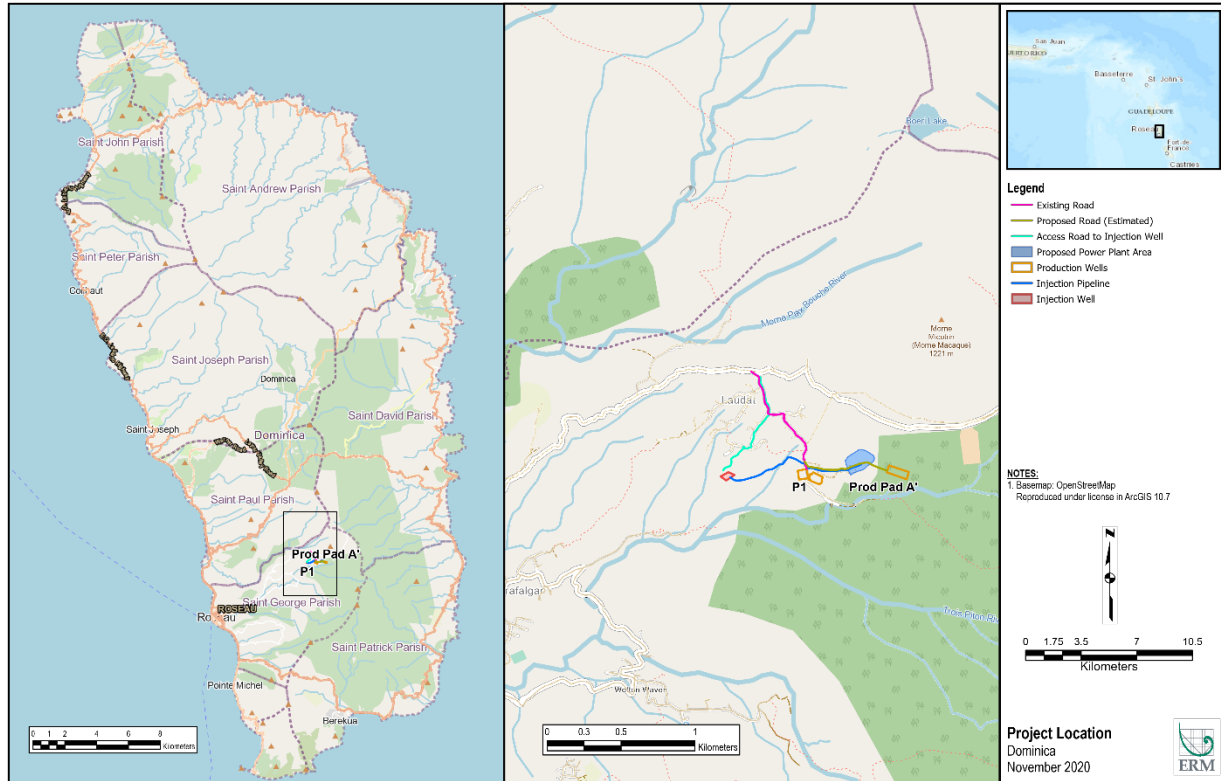 Saint John Parish
Saint Andrew Parish
Saint Peter Parish
Saint Joseph Parish
Dominica
Saint Joseph
Dominica
Saint David Parish
Saint Paul Parish
Prod Pad A'
P1
Saint George Parish
ROSEAU
Saint Patrick Parish
Pointe Michel
Berekua
0 1 2 4 6 8
Kilometers
Boeri Lake
Morne
Micotrin
(Morne Macaque)
1221 m
Laudat
P1
Prod Pad A'
rafalgar
Trois Piton Riv
Wotten Waven
0 0.3 0.5 1
Kilometers
San Juan
ERTO RICO
Basseterre
St. John's
GUADELOUPE
Roseau
Fort-de-
France
Castries
Legend
Existing Road
Proposed Road (Estimated)
Access Road to Injection Well
Proposed Power Plant Area
Production Wells
Injection Pipeline
Injection Well
NOTES:
1. Basemap: OpenStreetMap
Reproduced under license in ArcGIS 10.7
N
0 1.75 3.5 7 10.5
Kilometers
Project Location
Dominica
November 2020
ERM